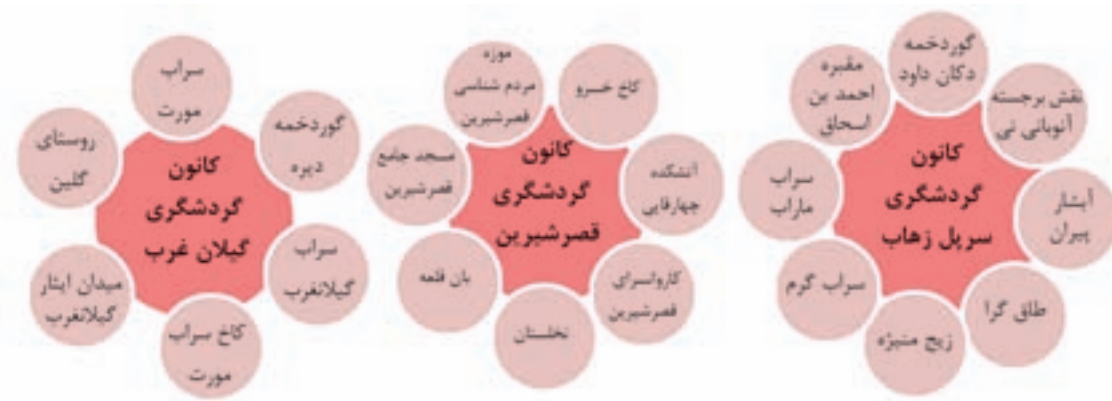 کانون
گردشگری
سرپل زهاب
گوردخمه
دکان داود
نقش برجسته
آنوبانی نی
آبشار
پیران
طاق گرا
زیج منیژه
سراب گرم
سراب
ماراب
مقبره
احمد بن
اسحاق
کانون
گردشگری
قصرشیرین
کاخ خسرو
آتشکده
چهارقاپی
کاروانسرای
قصرشیرین
نخلستان
بان قلعه
مسجد جامع
قصرشیرین
موزه
مردم شناسی
قصرشیرین
کانون
گردشگری
گیلان غرب
سراب
مورت
گوردخمه
دیره
سراب
گیلانغرب
کاخ سراب
مورت
میدان ایثار
گیلانغرب
روستای
گلین